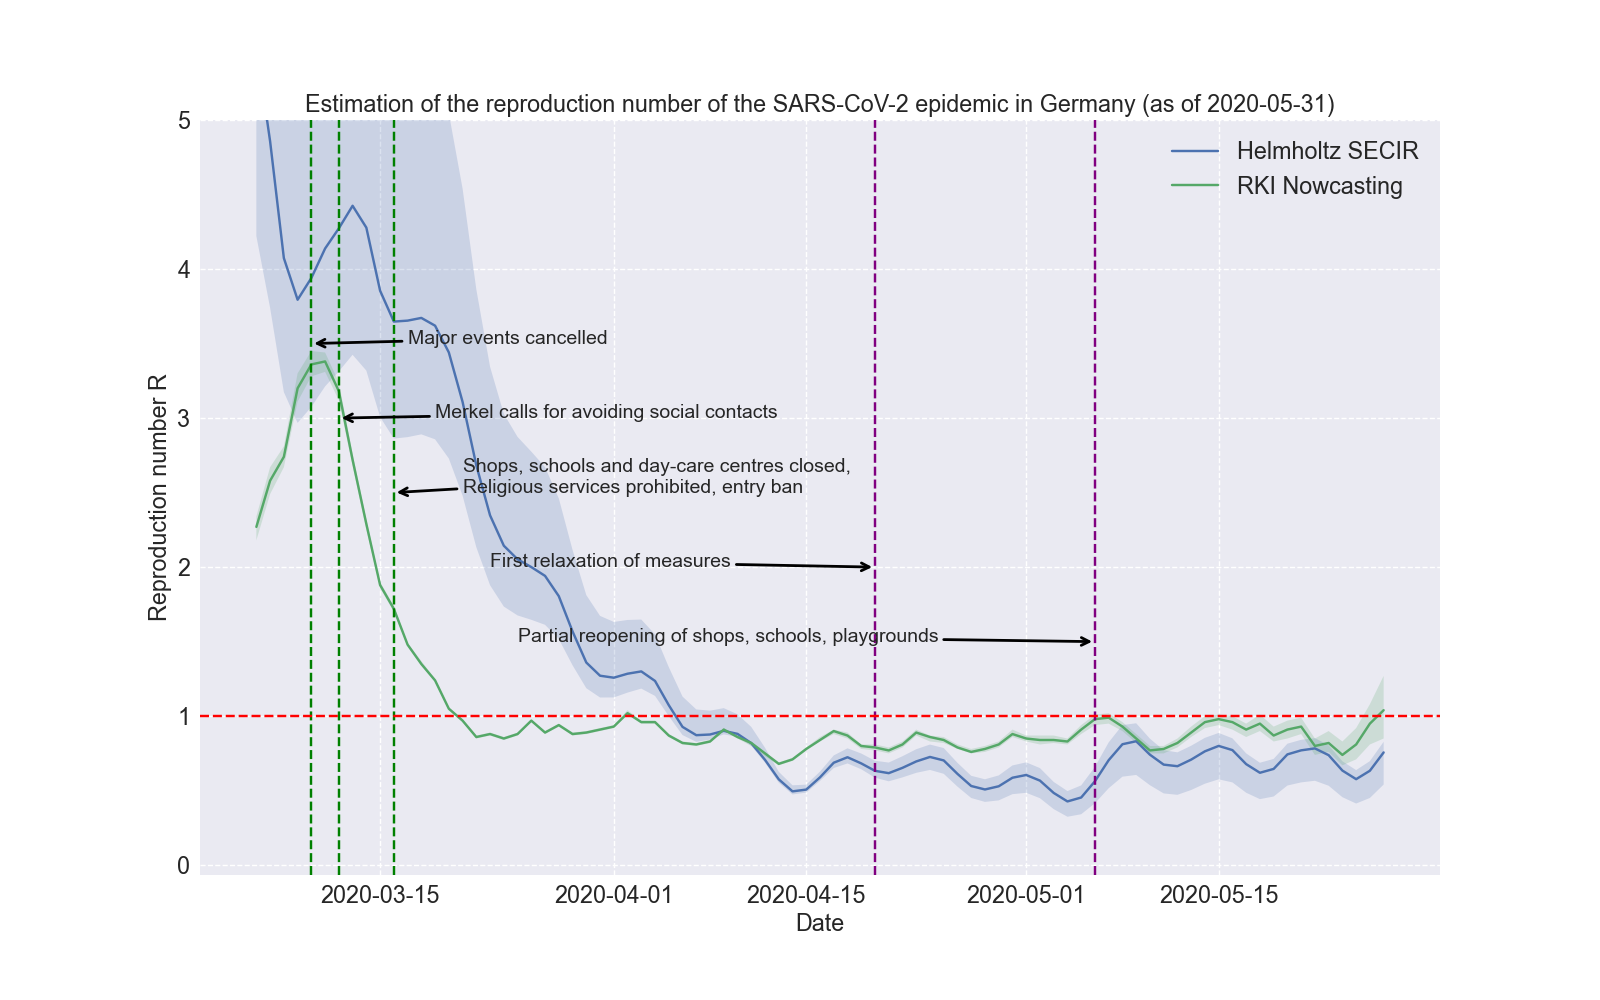 Estimation of the reproduction number of the SARS-CoV-2 epidemic in Germany (as of 2020-05-31)
5
4
3
2
1
0
Reproduction number R
Helmholtz SECIR
RKI Nowcasting
Major events cancelled
Merkel calls for avoiding social contacts
Shops, schools and day-care centres closed,
Religious services prohibited, entry ban
First relaxation of measures
Partial reopening of shops, schools, playgrounds
2020-03-15
2020-04-01
2020-04-15
2020-05-01
2020-05-15
Date